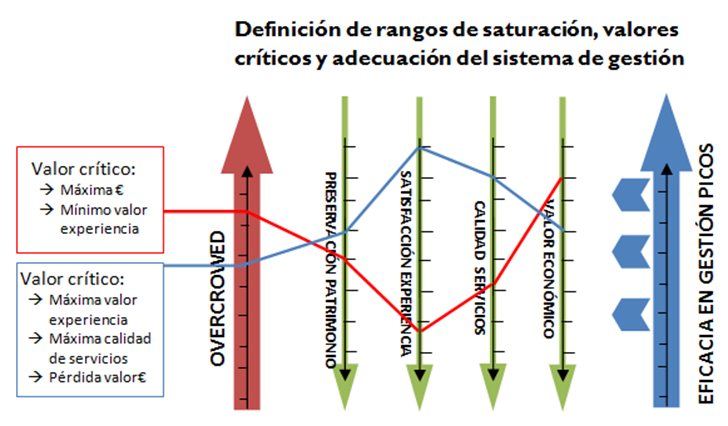 Definición de rangos de saturación, valores
críticos y adecuación del sistema de gestión
Valor crítico:
→ Máxima €
→ Mínimo valor
experiencia
Valor crítico:
→ Máxima valor
experiencia
→ Máxima calidad
de servicios
→ Pérdida valor€
OVERCROWED
PRESERVACIÓN PATRIMONIO
SATISFACCIÓN EXPERIENCIA
CALIDAD SERVICIOS
VALOR ECONÓMICO
EFICACIA EN GESTIÓN PICOS